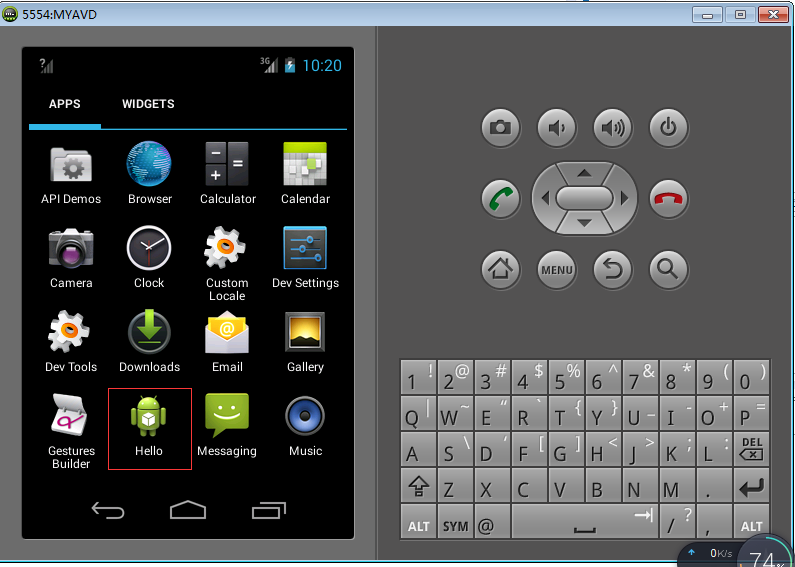 5554:MYAVD
?
3G
10:20
APPS WIDGETS
API Demos Browser Calculator Calendar
Camera Clock Custom Locale Dev Settings
Dev Tools Downloads Email Gallery
Gestures Builder Hello Messaging Music
MENU
1 ! 2 @ 3 # 4 $ 5 % 6 ^ 7 & 8 * 9 ( 0 )
Q | W ~ E “ R ` T { Y } U _ I - O + P =
A S \ D ‘ F [ G ] H < J > K ; L : DEL
Z X C V B N M .
ALT SYM @ / ? , ALT
0K/s
74%